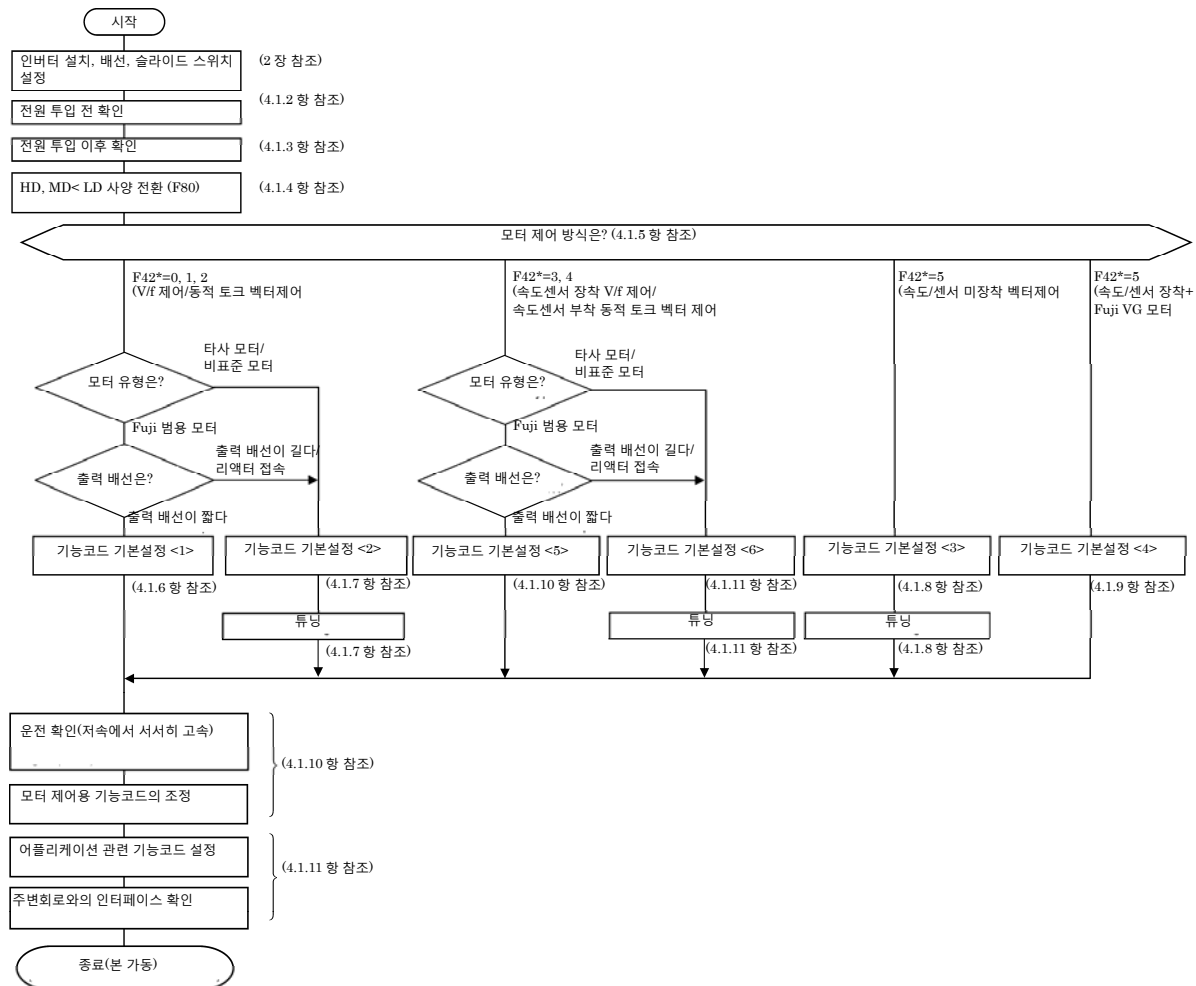 시작
인버터 설치, 배선, 슬라이드 스위치
설정
(2 장 참조)
전원 투입 전 확인
(4.1.2 항 참조)
전원 투입 이후 확인
(4.1.3 항 참조)
HD, MD< LD 사양 전환 (F80)
(4.1.4 항 참조)
모터 제어 방식은? (4.1.5 항 참조)
F42*=0, 1, 2
(V/f 제어/동적 토크 벡터제어
F42*=3, 4
(속도센서 장착 V/f 제어/
속도센서 부착 동적 토크 벡터 제어
F42*=5
(속도/센서 미장착 벡터제어
F42*=5
(속도/센서 장착+
Fuji VG 모터
모터 유형은?
타사 모터/
비표준 모터
Fuji 범용 모터
출력 배선은?
출력 배선이 길다/
리액터 접속
출력 배선이 짧다
모터 유형은?
타사 모터/
비표준 모터
Fuji 범용 모터
출력 배선은?
출력 배선이 길다/
리액터 접속
출력 배선이 짧다
기능코드 기본설정 <1>
(4.1.6 항 참조)
기능코드 기본설정 <2>
(4.1.7 항 참조)
기능코드 기본설정 <5>
(4.1.10 항 참조)
기능코드 기본설정 <6>
(4.1.11 항 참조)
기능코드 기본설정 <3>
(4.1.8 항 참조)
기능코드 기본설정 <4>
(4.1.9 항 참조)
튜닝
(4.1.7 항 참조)
튜닝
(4.1.11 항 참조)
튜닝
(4.1.8 항 참조)
운전 확인(저속에서 서서히 고속)
모터 제어용 기능코드의 조정
(4.1.10 항 참조)
어플리케이션 관련 기능코드 설정
주변회로와의 인터페이스 확인
(4.1.11 항 참조)
종료(본 가동)